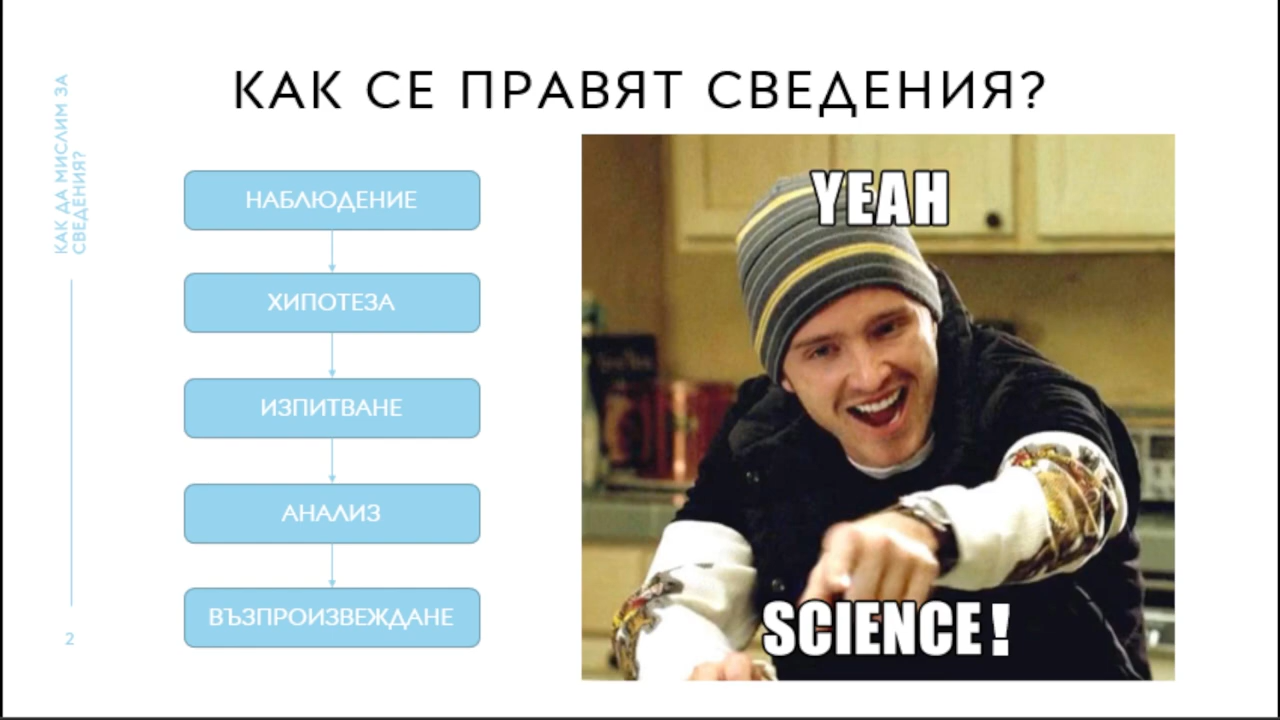 КАК СЕ ПРАВЯТ СВЕДЕНИЯ?
КАК ДА МИСЛИМ ЗА
СВЕДЕНИЯ?
НАБЛЮДЕНИЕ
ХИПОТЕЗА
ИЗПИТВАНЕ
АНАЛИЗ
ВЪЗПРОИЗВЕЖДАНЕ
2
YEAH
SCIENCE!